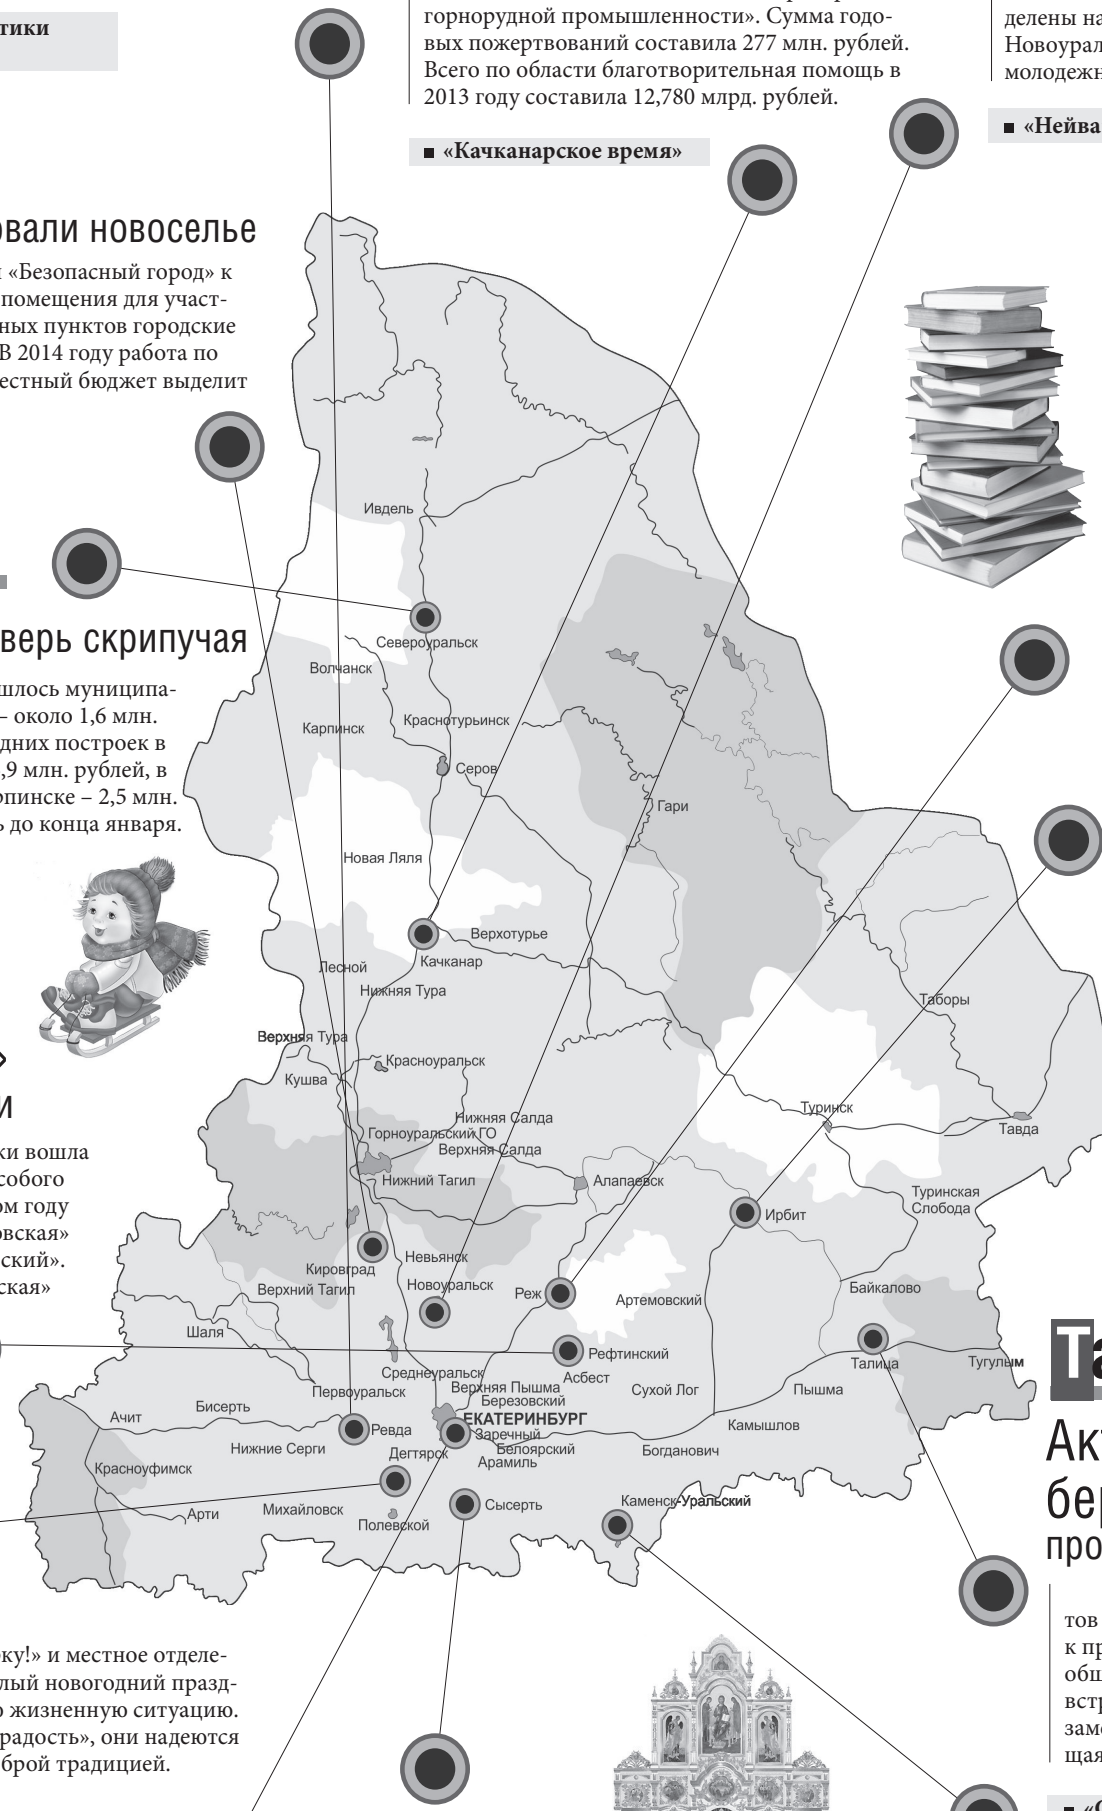 тики
горнорудной промышленности». Сумма годо-
вых пожертвований составила 277 млн. рублей.
Всего по области благотворительная помощь в
2013 году составила 12,780 млрд. рублей.
■ «Качканарское время»
делены на
Новоурал
молодежн
■ «Нейва
овали новоселье
«Безопасный город» к
помещения для участ-
ных пунктов городские
В 2014 году работа по
естный бюджет выделит
верь скрипучая
шлось муниципа-
– около 1,6 млн.
дних построек в
,9 млн. рублей, в
рпинске – 2,5 млн.
ь до конца января.
»
и
ки вошла
собого
ом году
овская»
ский».
ская»
Ивдель
Североуральск
Волчанск
Карпинск
Краснотурьинск
Серов
Гари
Новая Ляля
Верхотурье
Качканар
Лесной
Нижняя Тура
Таборы
Верхняя Тура
Красноуральск
Кушва
Туринск
Нижняя Салда
Тавда
Горноуральский ГО
Верхняя Салда
Нижний Тагил
Алапаевск
Туринская
Слобода
Ирбит
Невьянск
Кировград
Верхний Тагил
Новоуральск
Реж
Артемовский
Байкалово
Шаля
Рефтинский
Талица
Тугулым
Среднеуральск
Асбест
Первоуральск
Верхняя Пышма
Сухой Лог
Пышма
Березовский
Бисерть
Ачит
ЕКАТЕРИНБУРГ
Камышлов
Ревда
Заречный
Нижние Серги
Дегтярск
Белоярский
Богданович
Арамиль
Красноуфимск
Каменск-Уральский
Михайловск
Сысерть
Арти
Полевской
Та
Ак
бер
про
тов
к пр
общ
встр
заме
щая
ку!» и местное отделе-
лый новогодний празд-
ю жизненную ситуацию.
радость», они надеются
брой традицией.
■ «О